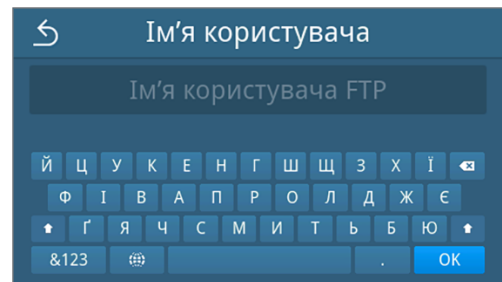 Ім’я користувача
Ім’я користувача FTP
Й Ц У К Е Н Г Ш Щ З Х Ї
Ф І В А П Р О Л Д Ж Є
Ґ Я Ч С М И Т Ь Б Ю
&123 . OK